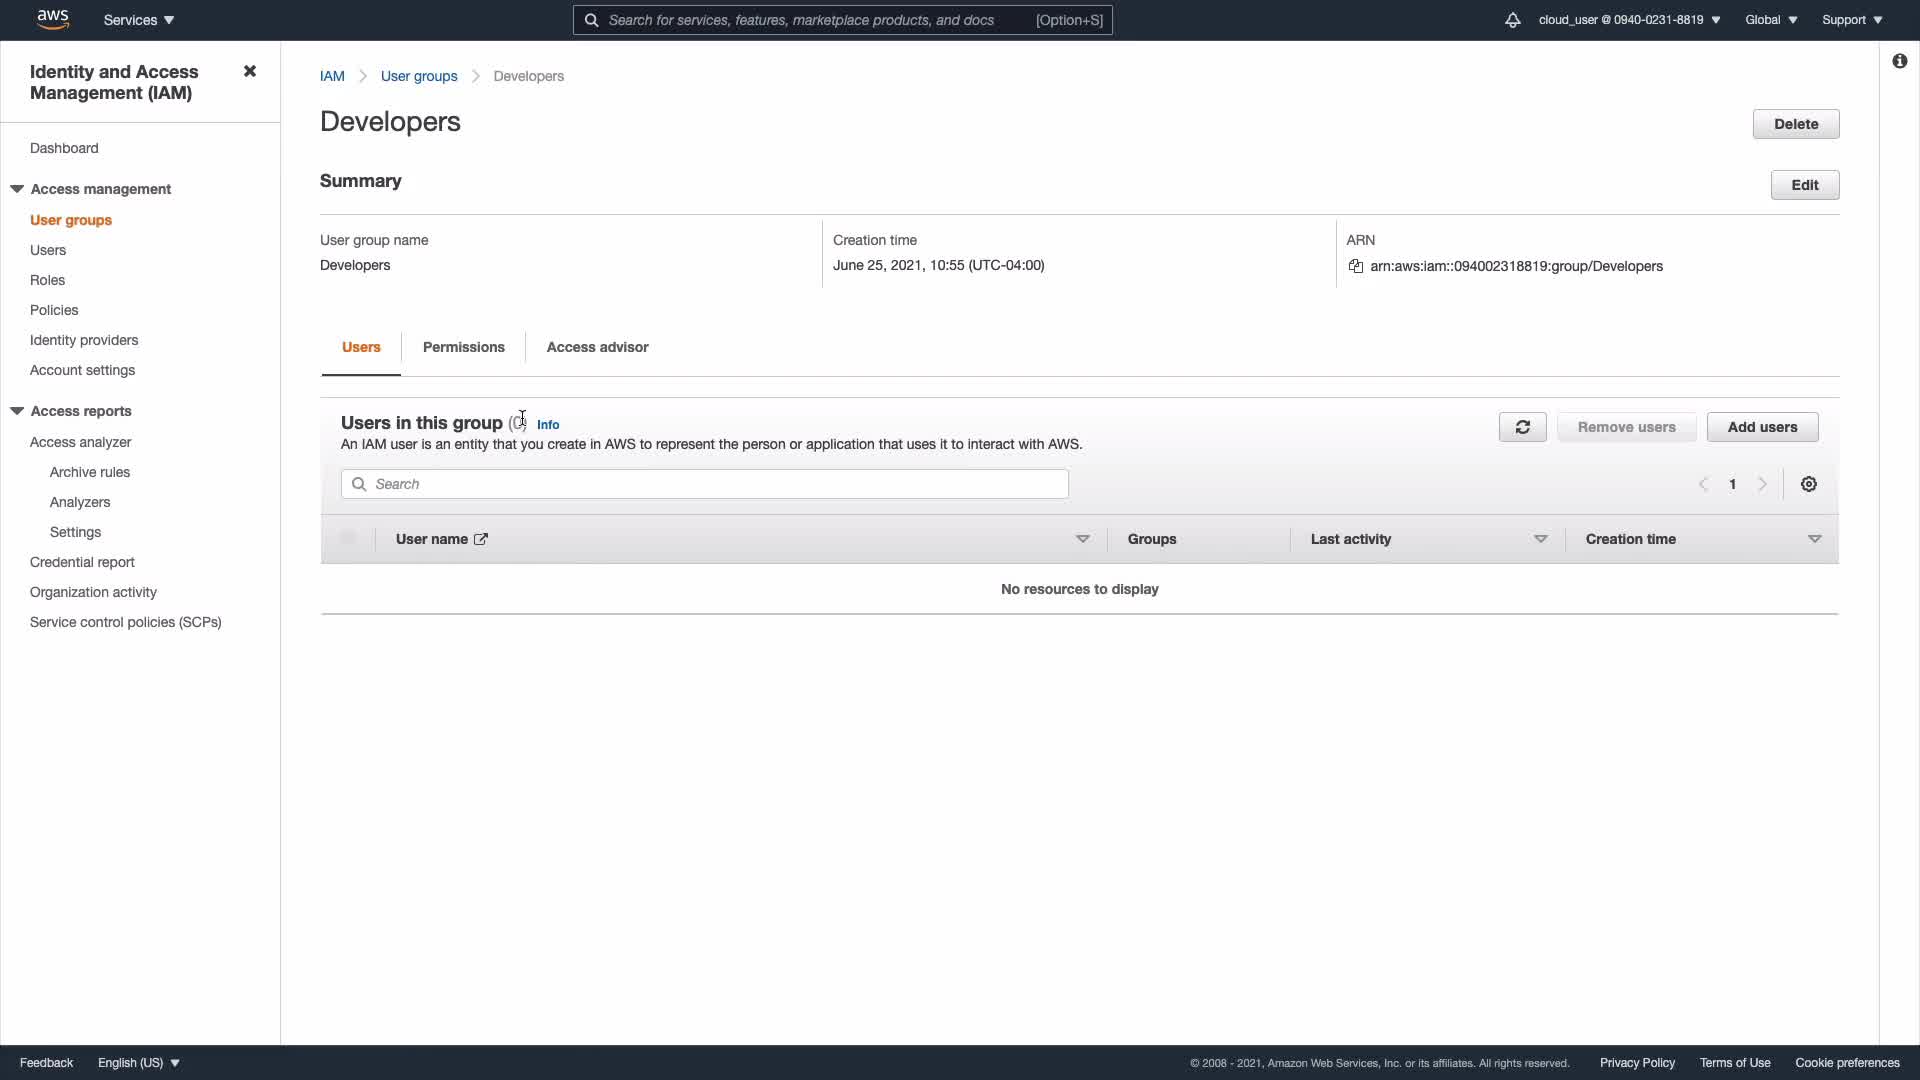 aws
Services
Search for services, features, marketplace products, and docs
[Option+S]
cloud_user @ 0940-0231-8819
Global
Support
Identity and Access
Management (IAM)
Dashboard
Access management
User groups
Users
Roles
Policies
Identity providers
Account settings
Access reports
Access analyzer
Archive rules
Analyzers
Settings
Credential report
Organization activity
Service control policies (SCPs)
IAM
User groups
Developers
Developers
Delete
Summary
Edit
User group name
Developers
Creation time
June 25, 2021, 10:55 (UTC-04:00)
ARN
arn:aws:iam::094002318819:group/Developers
Users
Permissions
Access advisor
Users in this group (0)
Info
An IAM user is an entity that you create in AWS to represent the person or application that uses it to interact with AWS.
Remove users
Add users
Search
1
User name
Groups
Last activity
Creation time
No resources to display
Feedback
English (US)
© 2008 - 2021, Amazon Web Services, Inc. or its affiliates. All rights reserved.
Privacy Policy
Terms of Use
Cookie preferences